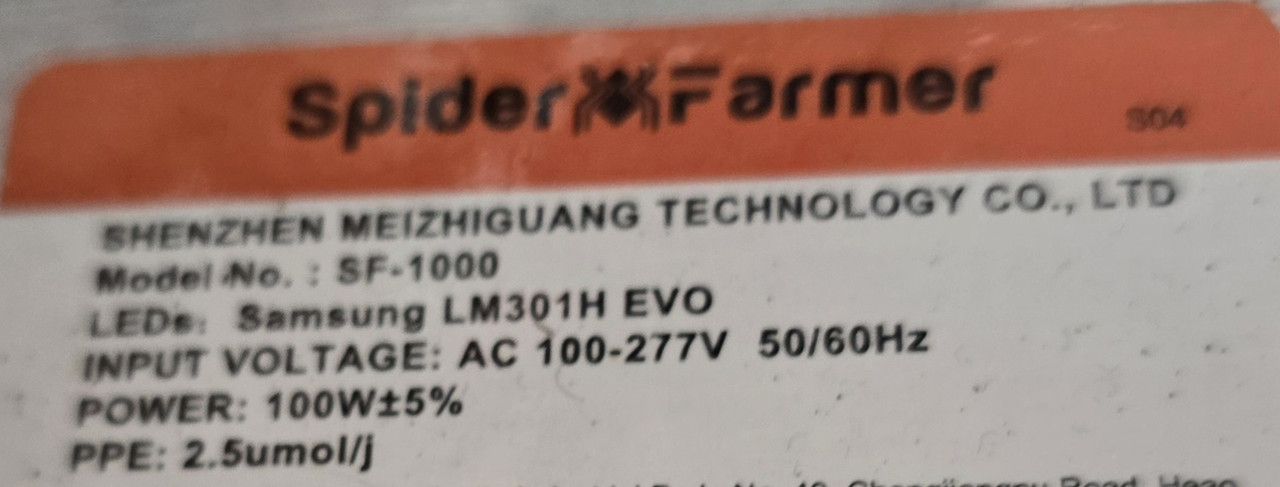 Spider Farmer
S04
SHENZHEN MEIZHIGUANG TECHNOLOGY CO., LTD
Model No. : SF-1000
LEDs: Samsung LM301H EVO
INPUT VOLTAGE: AC 100-277V 50/60Hz
POWER: 100W±5%
PPE: 2.5umol/j